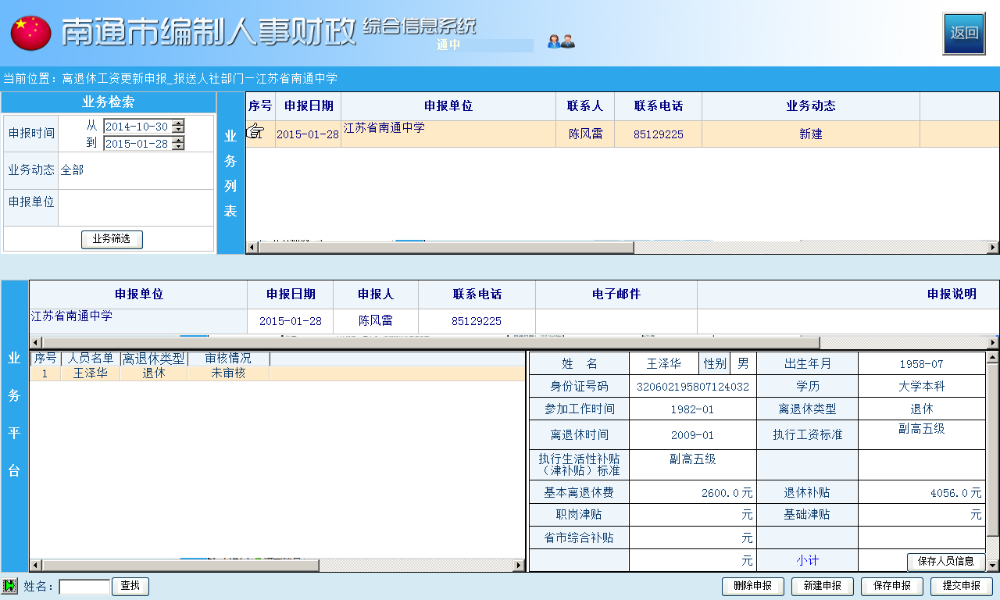 南通市编制人事财政 综合信息系统
通中
返回
当前位置：离退休工资更新申报_报送人社部门—江苏省南通中学
业务检索
申报时间 从 2014-10-30
到 2015-01-28
业务动态 全部
申报单位
业务筛选
业务列表
序号 申报日期 申报单位 联系人 联系电话 业务动态
2015-01-28 江苏省南通中学 陈风雷 85129225 新建
业务平台
申报单位 申报日期 申报人 联系电话 电子邮件 申报说明
江苏省南通中学 2015-01-28 陈风雷 85129225
序号 人员名单 离退休类型 审核情况
1 王泽华 退休 未审核
姓 名 王泽华 性别 男 出生年月 1958-07
身份证号码 320602195807124032 学历 大学本科
参加工作时间 1982-01 离退休类型 退休
离退休时间 2009-01 执行工资标准 副高五级
执行生活性补贴（津补贴）标准 副高五级
基本离退休费 2600.0元 退休补贴 4056.0元
职岗津贴 元 基础津贴 元
省市综合补贴 元
元 小计 保存人员信息
姓名： 查找 删除申报 新建申报 保存申报 提交申报